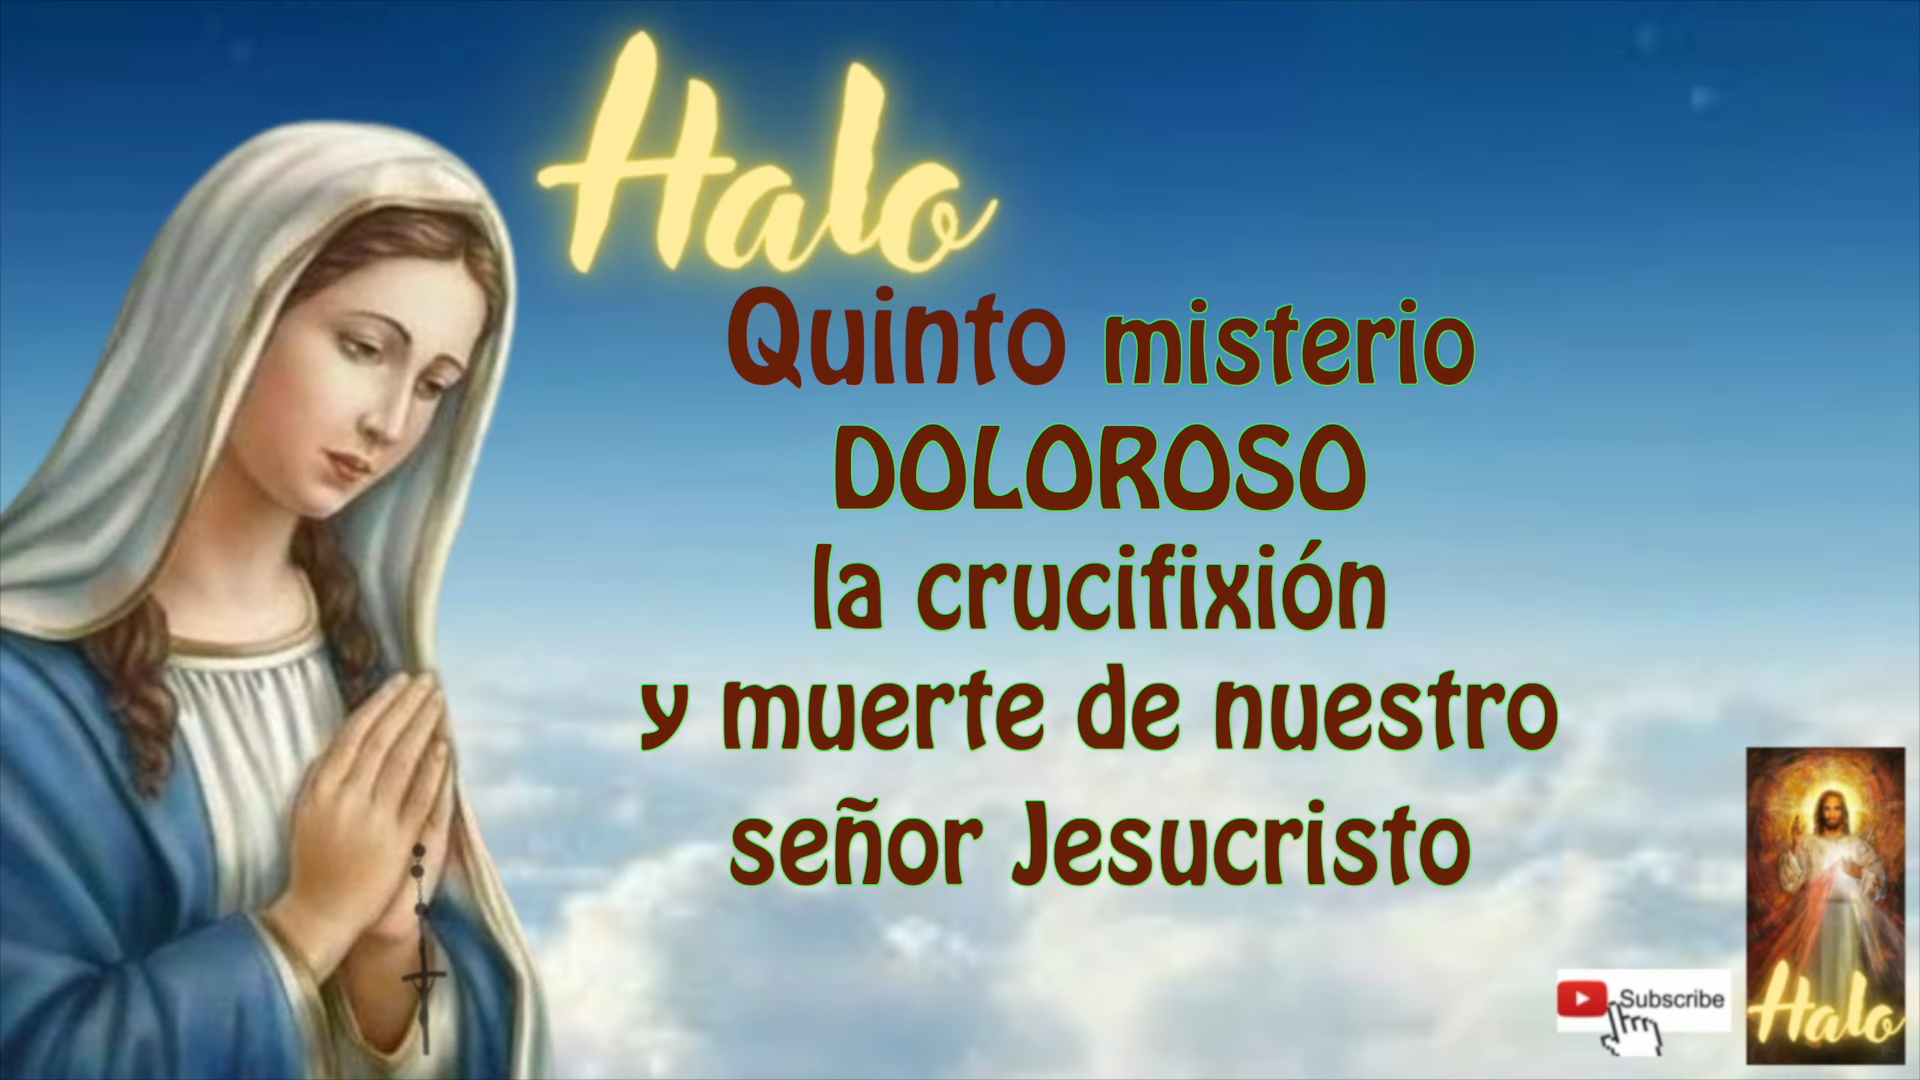 Halo
Quinto misterio
DOLOROSO
la crucifixión
y muerte de nuestro
señor Jesucristo
Subscribe
Halo